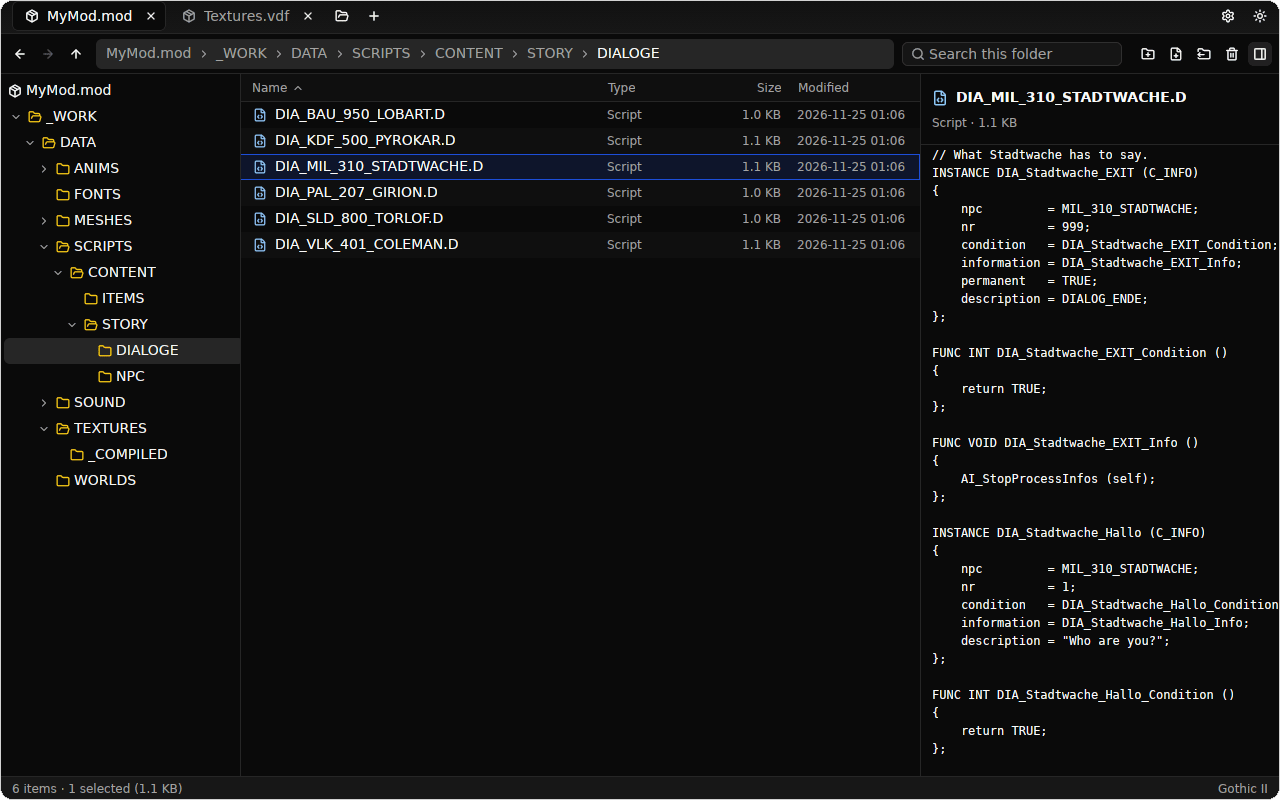 MyMod.mod Textures.vdf
MyMod.mod > _WORK > DATA > SCRIPTS > CONTENT > STORY > DIALOGE
Search this folder
MyMod.mod
_WORK
DATA
ANIMS
FONTS
MESHES
SCRIPTS
CONTENT
ITEMS
STORY
DIALOGE
NPC
SOUND
TEXTURES
_COMPILED
WORLDS
Name Type Size Modified
DIA_BAU_950_LOBART.D Script 1.0 KB 2026-11-25 01:06
DIA_KDF_500_PYROKAR.D Script 1.1 KB 2026-11-25 01:06
DIA_MIL_310_STADTWACHE.D Script 1.1 KB 2026-11-25 01:06
DIA_PAL_207_GIRION.D Script 1.0 KB 2026-11-25 01:06
DIA_SLD_800_TORLOF.D Script 1.0 KB 2026-11-25 01:06
DIA_VLK_401_COLEMAN.D Script 1.1 KB 2026-11-25 01:06
DIA_MIL_310_STADTWACHE.D
Script · 1.1 KB
// What Stadtwache has to say.
INSTANCE DIA_Stadtwache_EXIT (C_INFO)
{
    npc         = MIL_310_STADTWACHE;
    nr          = 999;
    condition   = DIA_Stadtwache_EXIT_Condition;
    information = DIA_Stadtwache_EXIT_Info;
    permanent   = TRUE;
    description = DIALOG_ENDE;
};
FUNC INT DIA_Stadtwache_EXIT_Condition ()
{
    return TRUE;
};
FUNC VOID DIA_Stadtwache_EXIT_Info ()
{
    AI_StopProcessInfos (self);
};
INSTANCE DIA_Stadtwache_Hallo (C_INFO)
{
    npc         = MIL_310_STADTWACHE;
    nr          = 1;
    condition   = DIA_Stadtwache_Hallo_Condition
    information = DIA_Stadtwache_Hallo_Info;
    description = "Who are you?";
};
FUNC INT DIA_Stadtwache_Hallo_Condition ()
{
    return TRUE;
};
6 items · 1 selected (1.1 KB)
Gothic II